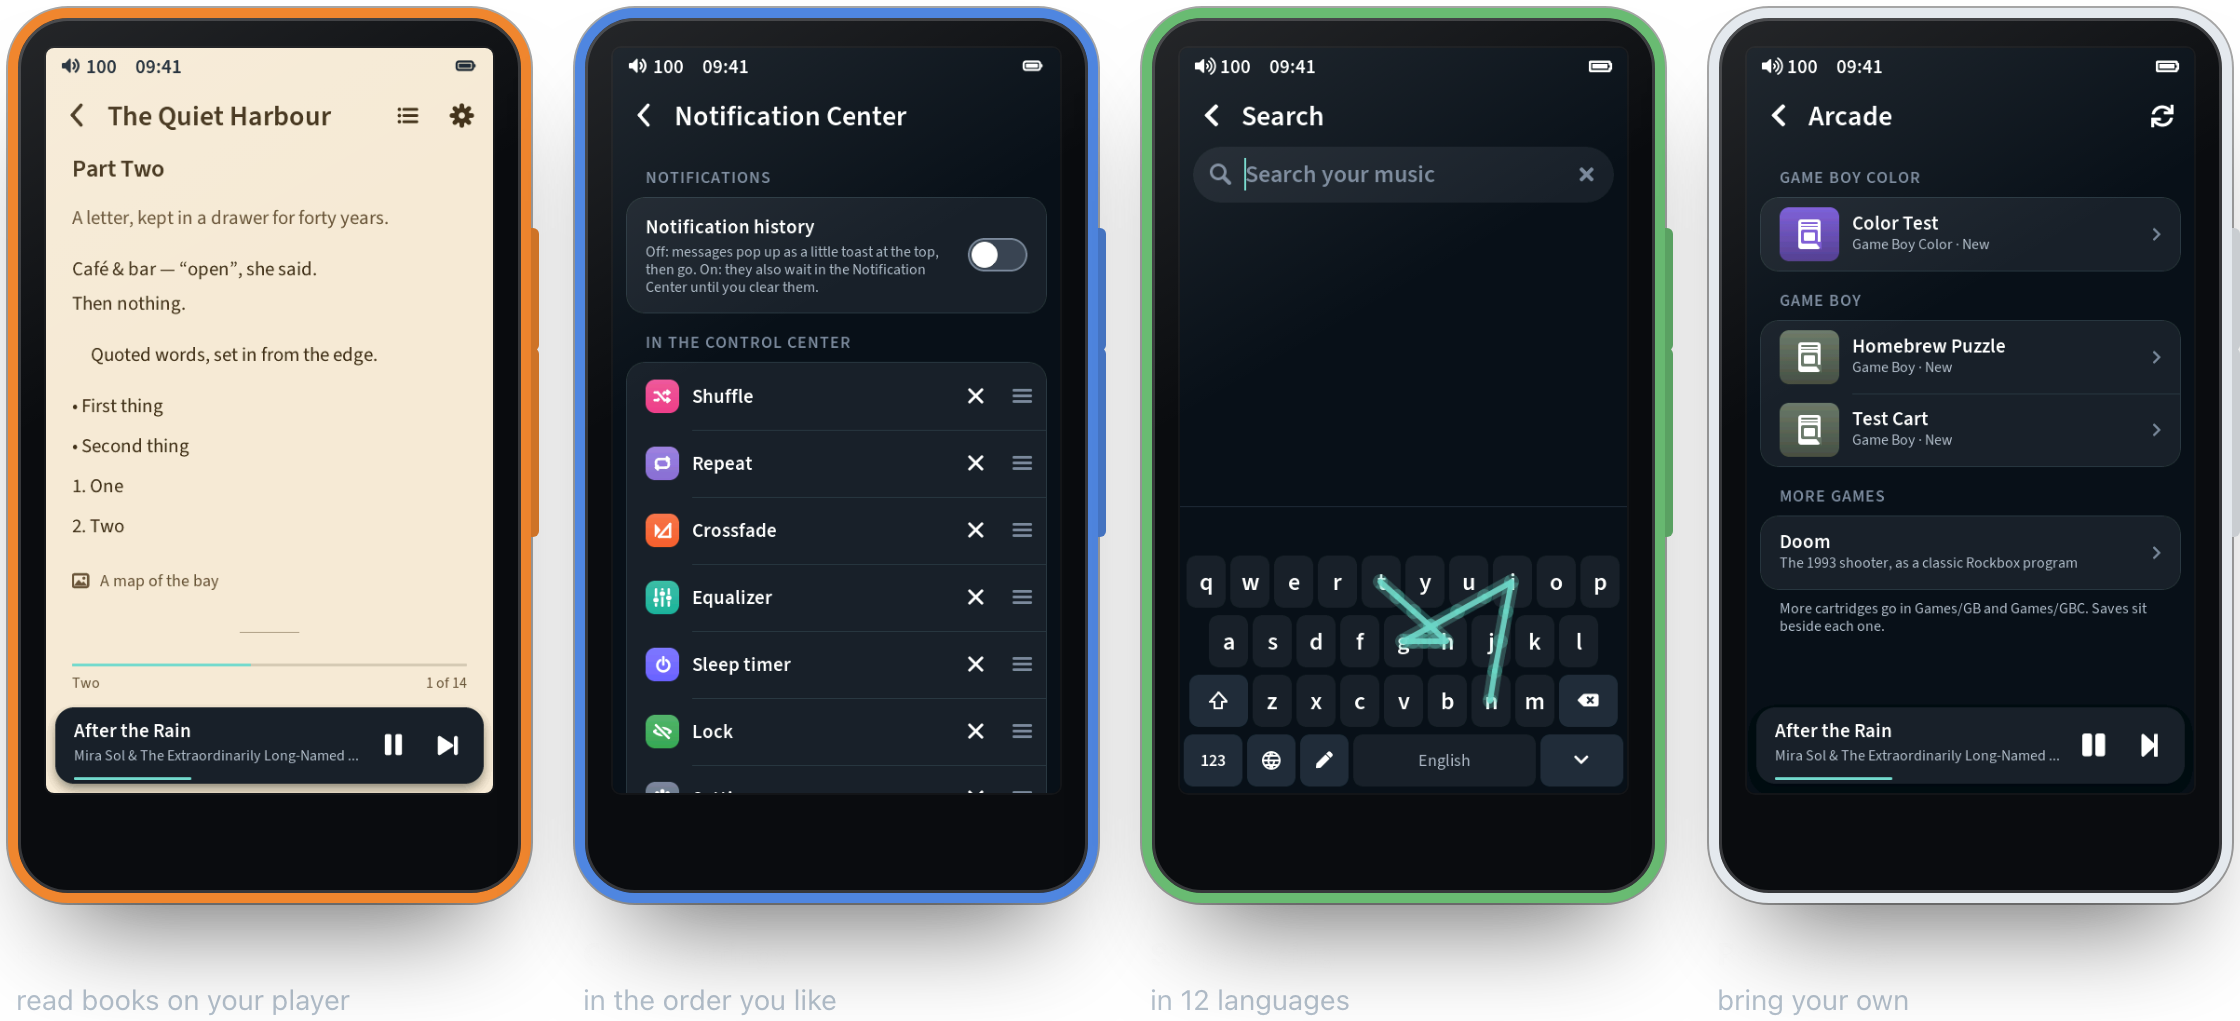 100 09:41
The Quiet Harbour
Part Two
A letter, kept in a drawer for forty years.
Café & bar — “open”, she said.
Then nothing.
Quoted words, set in from the edge.
• First thing
• Second thing
1. One
2. Two
A map of the bay
Two 1 of 14
After the Rain
Mira Sol & The Extraordinarily Long-Named ...
read books on your player
100 09:41
Notification Center
NOTIFICATIONS
Notification history
Off: messages pop up as a little toast at the top,
then go. On: they also wait in the Notification
Center until you clear them.
IN THE CONTROL CENTER
Shuffle
Repeat
Crossfade
Equalizer
Sleep timer
Lock
in the order you like
100 09:41
Search
Search your music
q w e r t y u i o p
a s d f g h j k l
z x c v b n m
123 English
in 12 languages
100 09:41
Arcade
GAME BOY COLOR
Color Test
Game Boy Color · New
GAME BOY
Homebrew Puzzle
Game Boy · New
Test Cart
Game Boy · New
MORE GAMES
Doom
The 1993 shooter, as a classic Rockbox program
More cartridges go in Games/GB and Games/GBC. Saves sit
beside each one.
After the Rain
Mira Sol & The Extraordinarily Long-Named ...
bring your own